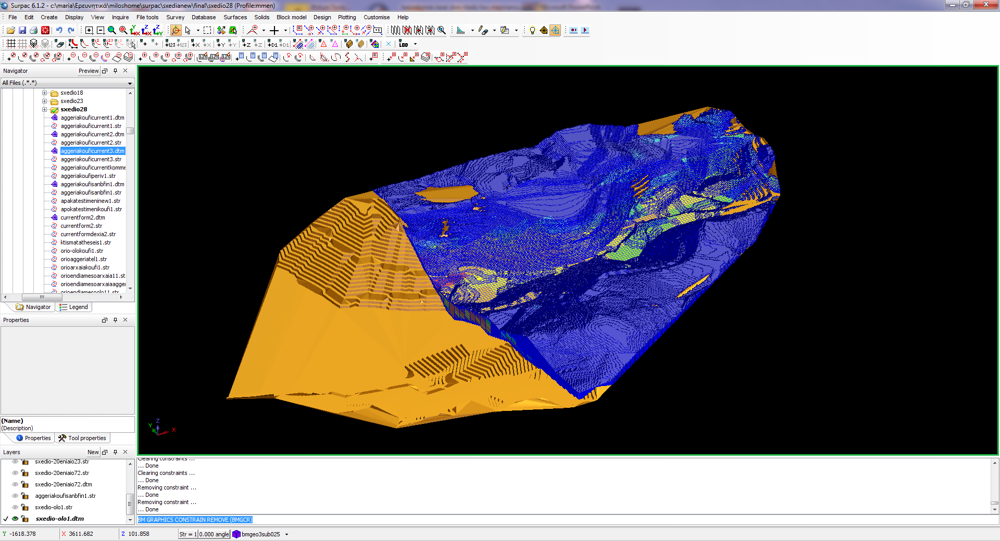 Surpac 6.1.2 - c:\maria\Ερευνητικά\miloshome\surpac\sxedianew\final\sxedio28 (Profile:mmen)
File Edit Create Display View Inquire File tools Survey Database Surfaces Solids Block model Design Plotting Customise Help
Navigator Preview
All Files (.*.*)
sxedio18
sxedio23
sxedio28
aggeriakouficurrent1.dtm
aggeriakouficurrent1.str
aggeriakouficurrent2.dtm
aggeriakouficurrent2.str
aggeriakouficurrent3.dtm
aggeriakouficurrent3.str
aggeriakouficurrentkomme
aggeriakoufiperiv1.str
aggeriakoufisanbfin1.dtm
aggeriakoufisanbfin1.str
apakatestimeninew1.str
apokatestimenikoufi1.str
currentform2.dtm
currentform2.str
currentformdexia2.str
ktismatatheseis1.str
orio-olokoufi1.str
orioaggeriatel1.str
orioarxaiakoufi1.str
orioendiamesoarxaia11.st
orioendiamesoarxaiaagge
orioendiamesoolo11.str
Navigator Legend
Properties
(Name)
(Description)
Properties Tool properties
Layers New
sxedio-20eniaio23.str
sxedio-20eniaio72.str
sxedio-20eniaio72.dtm
aggeriakoufisanbfin1.str
sxedio-olo1.str
sxedio-olo1.dtm
Z
Y
X
Clearing constraints ...
... Done
Clearing constraints ...
... Done
Removing constraint ...
... Done
Removing constraint ...
... Done
BM GRAPHICS CONSTRAIN REMOVE (BMGCR)
Y -1618.378 X 3611.682 Z 101.858 Str = 1 0.000 angle bmgeo3sub025